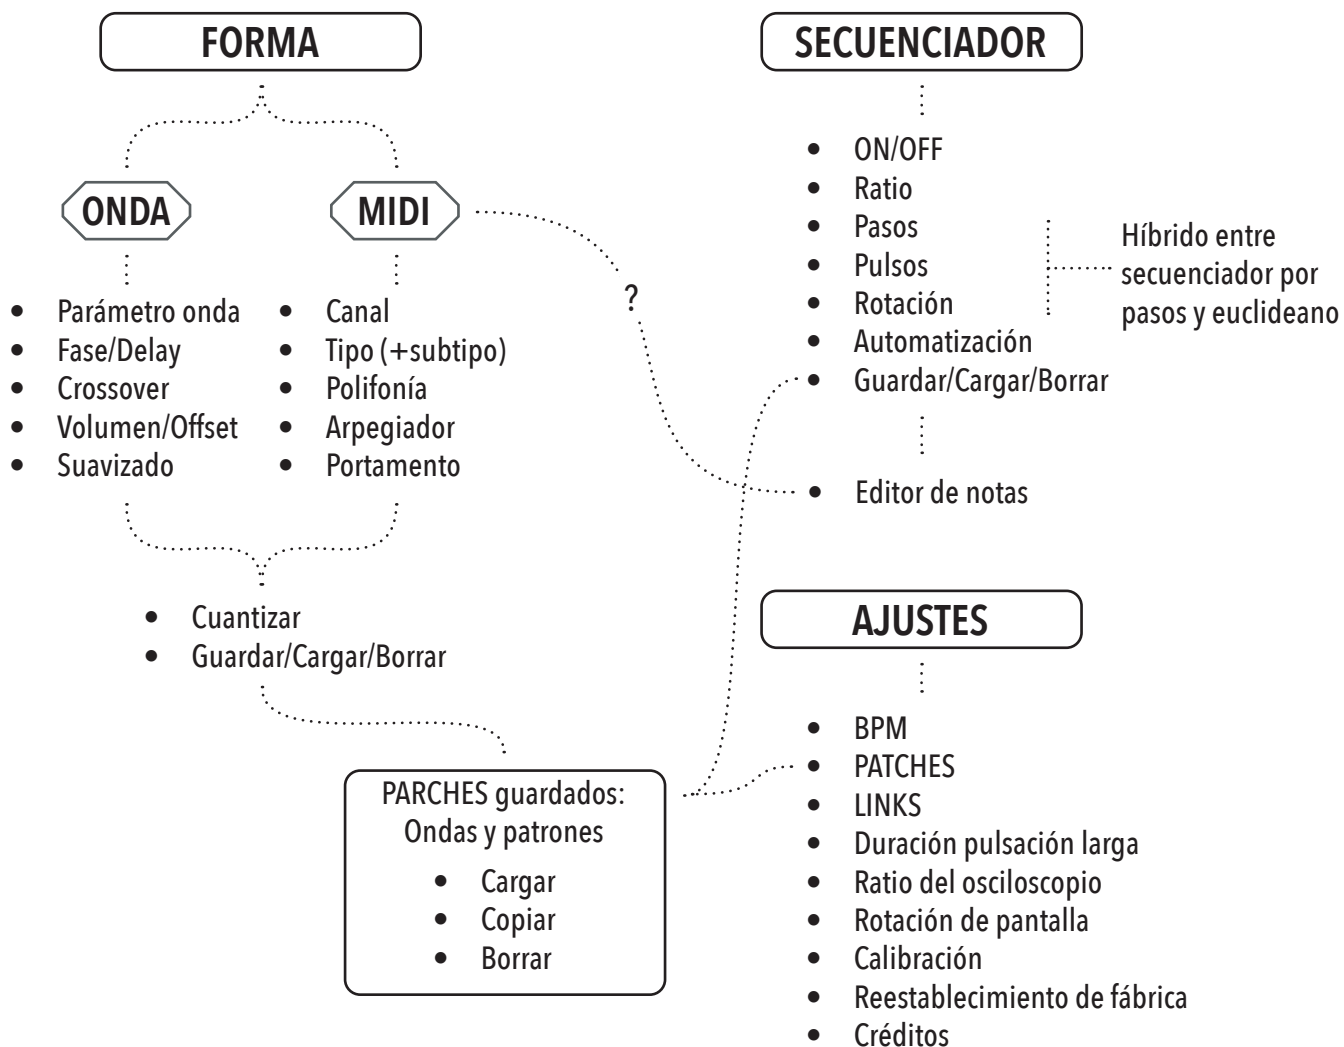 FORMA
ONDA
MIDI
• Parámetro onda
• Fase/Delay
• Crossover
• Volumen/Offset
• Suavizado
• Canal
• Tipo (+subtipo)
• Polifonía
• Arpegiador
• Portamento
• Cuantizar
• Guardar/Cargar/Borrar
PARCHES guardados:
Ondas y patrones
• Cargar
• Copiar
• Borrar
?
SECUENCIADOR
• ON/OFF
• Ratio
• Pasos
• Pulsos
• Rotación
• Automatización
• Guardar/Cargar/Borrar
Híbrido entre
secuenciador por
pasos y euclideano
• Editor de notas
AJUSTES
• BPM
• PATCHES
• LINKS
• Duración pulsación larga
• Ratio del osciloscopio
• Rotación de pantalla
• Calibración
• Reestablecimiento de fábrica
• Créditos